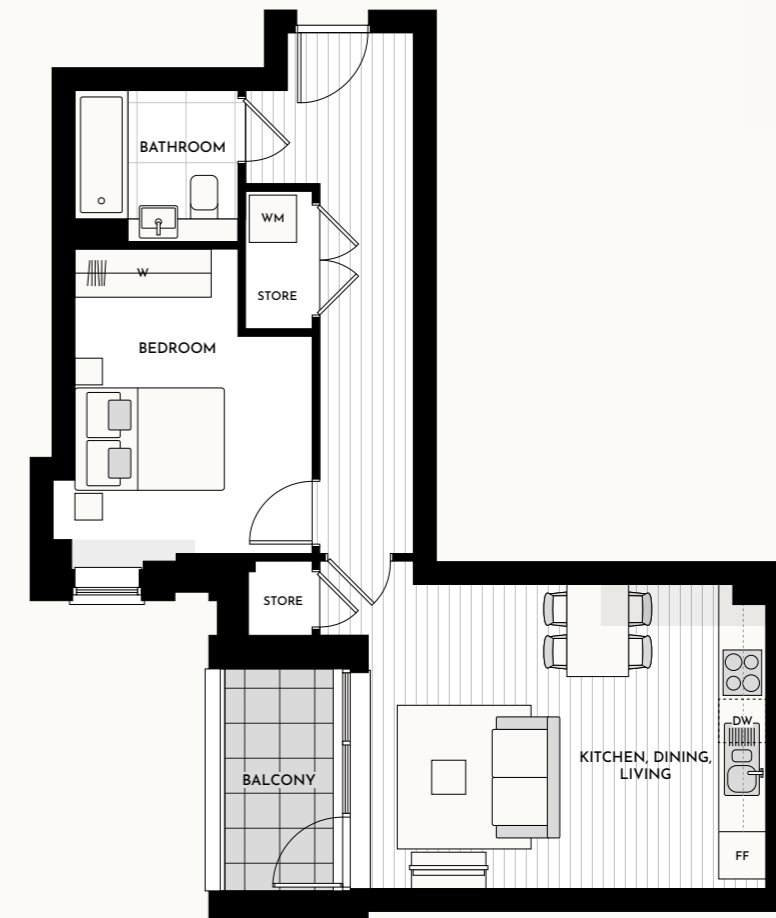 BATHROOM
WM
W
STORE
BEDROOM
STORE
DW
KITCHEN, DINING,
LIVING
BALCONY
FF